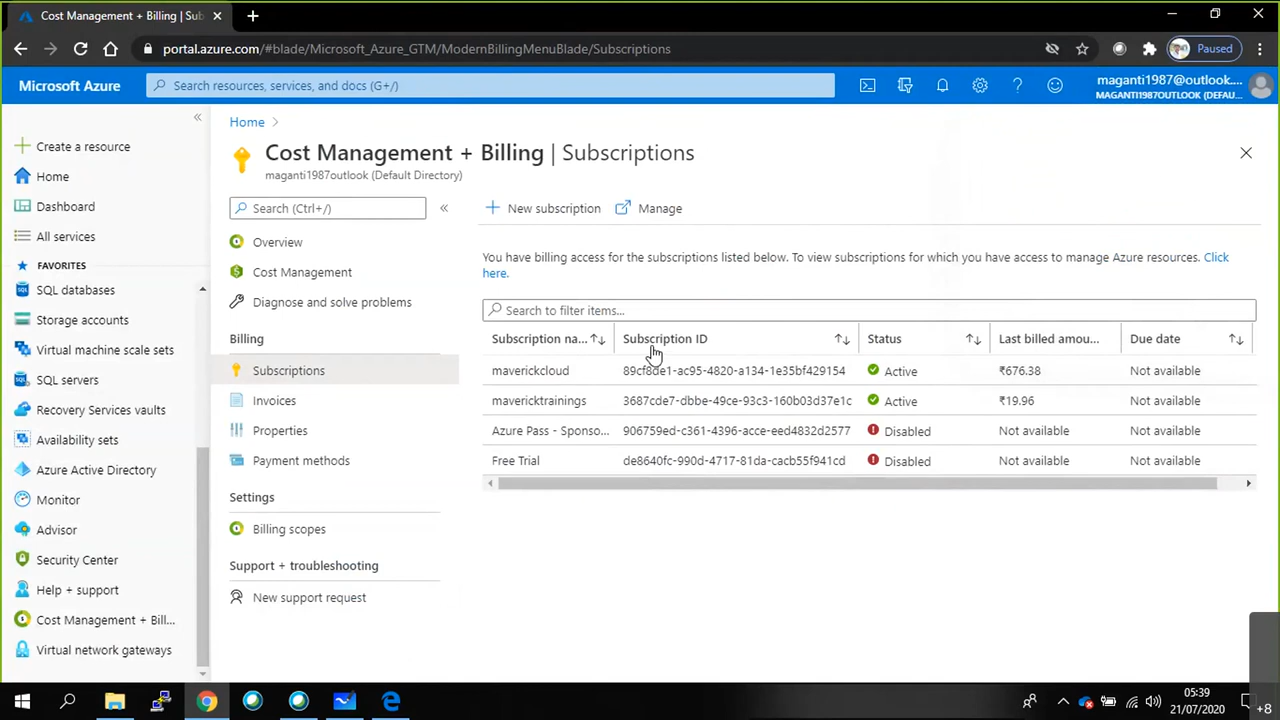 Cost Management + Billing | Sub
portal.azure.com/#blade/Microsoft_Azure_GTM/ModernBillingMenuBlade/Subscriptions
Paused
Microsoft Azure
Search resources, services, and docs (G+/)
maganti1987@outlook....
MAGANTI1987OUTLOOK (DEFAU...
Create a resource
Home
Dashboard
All services
FAVORITES
SQL databases
Storage accounts
Virtual machine scale sets
SQL servers
Recovery Services vaults
Availability sets
Azure Active Directory
Monitor
Advisor
Security Center
Help + support
Cost Management + Bill...
Virtual network gateways
Home
Cost Management + Billing | Subscriptions
maganti1987outlook (Default Directory)
Search (Ctrl+/)
Overview
Cost Management
Diagnose and solve problems
Billing
Subscriptions
Invoices
Properties
Payment methods
Settings
Billing scopes
Support + troubleshooting
New support request
New subscription Manage
You have billing access for the subscriptions listed below. To view subscriptions for which you have access to manage Azure resources. Click
here.
Search to filter items...
Subscription na... Subscription ID Status Last billed amou... Due date
maverickcloud 89cf8de1-ac95-4820-a134-1e35bf429154 Active ₹676.38 Not available
mavericktrainings 3687cde7-dbbe-49ce-93c3-160b03d37e1c Active ₹19.96 Not available
Azure Pass - Sponso... 906759ed-c361-4396-acce-eed4832d2577 Disabled Not available Not available
Free Trial de8640fc-990d-4717-81da-cacb55f941cd Disabled Not available Not available
05:39
21/07/2020
+8